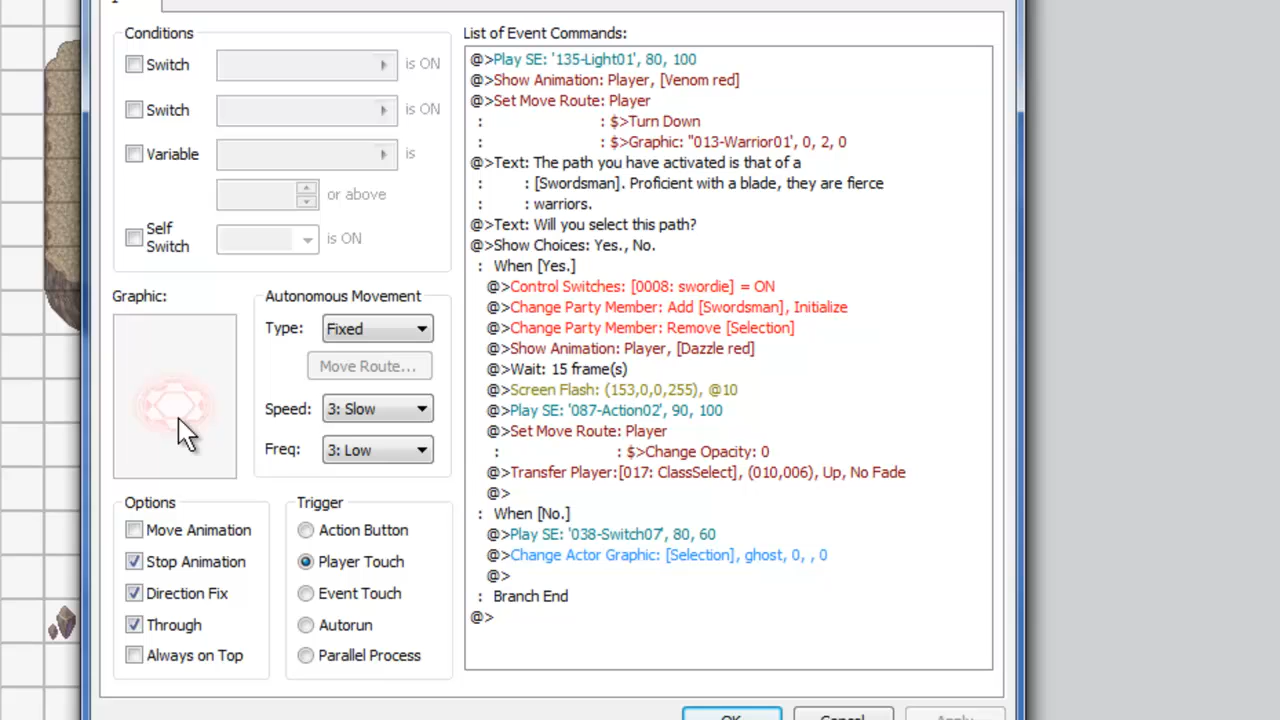 Conditions
Switch is ON
Switch is ON
Variable is
or above
Self
Switch is ON
Graphic:
Autonomous Movement
Type: Fixed
Move Route...
Speed: 3: Slow
Freq: 3: Low
Options
Move Animation
Stop Animation
Direction Fix
Through
Always on Top
Trigger
Action Button
Player Touch
Event Touch
Autorun
Parallel Process
List of Event Commands:
@>Play SE: '135-Light01', 80, 100
@>Show Animation: Player, [Venom red]
@>Set Move Route: Player
: : $>Turn Down
: : $>Graphic: "013-Warrior01', 0, 2, 0
@>Text: The path you have activated is that of a
: : [Swordsman]. Proficient with a blade, they are fierce
: : warriors.
@>Text: Will you select this path?
@>Show Choices: Yes., No.
: When [Yes.]
@>Control Switches: [0008: swordie] = ON
@>Change Party Member: Add [Swordsman], Initialize
@>Change Party Member: Remove [Selection]
@>Show Animation: Player, [Dazzle red]
@>Wait: 15 frame(s)
@>Screen Flash: (153,0,0,255), @10
@>Play SE: '087-Action02', 90, 100
@>Set Move Route: Player
: : $>Change Opacity: 0
@>Transfer Player:[017: ClassSelect], (010,006), Up, No Fade
@>
: When [No.]
@>Play SE: '038-Switch07', 80, 60
@>Change Actor Graphic: [Selection], ghost, 0, , 0
@>
: Branch End
@>
OK Cancel Apply